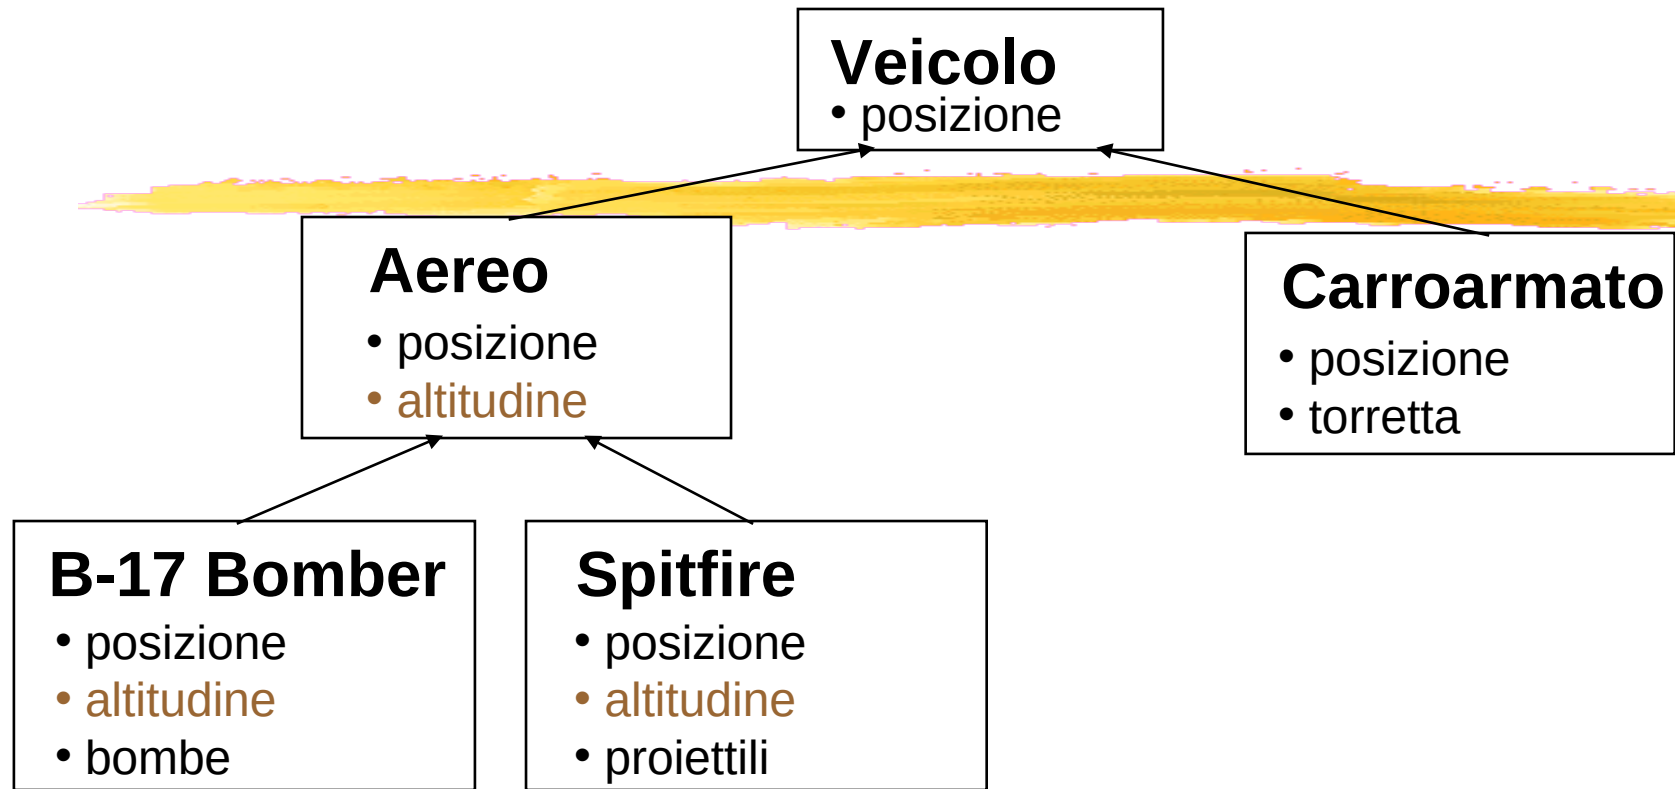 Veicolo
• posizione
Aereo
• posizione
• altitudine
Carroarmato
• posizione
• torretta
B-17 Bomber
• posizione
• altitudine
• bombe
Spitfire
• posizione
• altitudine
• proiettili